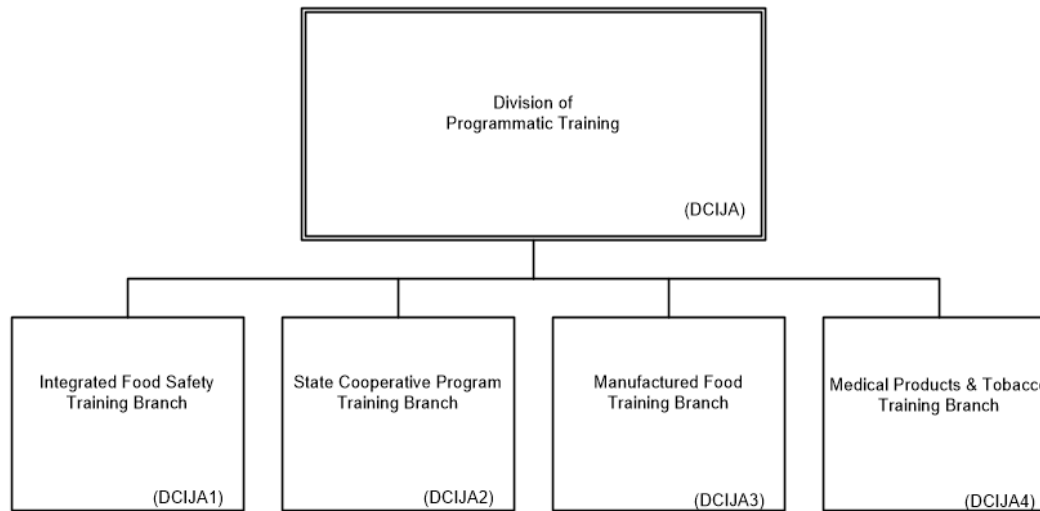 Division of
Programmatic Training
(DCIJA)
Integrated Food Safety
Training Branch
(DCIJA1)
State Cooperative Program
Training Branch
(DCIJA2)
Manufactured Food
Training Branch
(DCIJA3)
Medical Products & Tobacco
Training Branch
(DCIJA4)